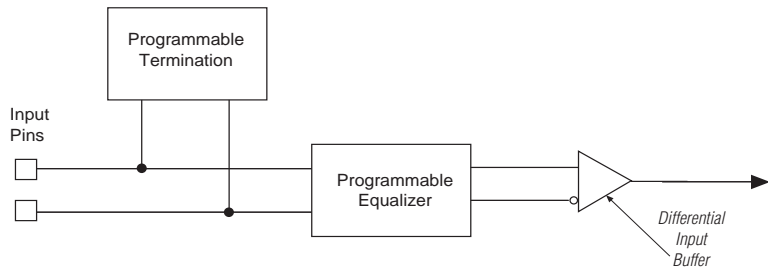 Programmable
Termination
Input
Pins
Programmable
Equalizer
Differential
Input
Buffer